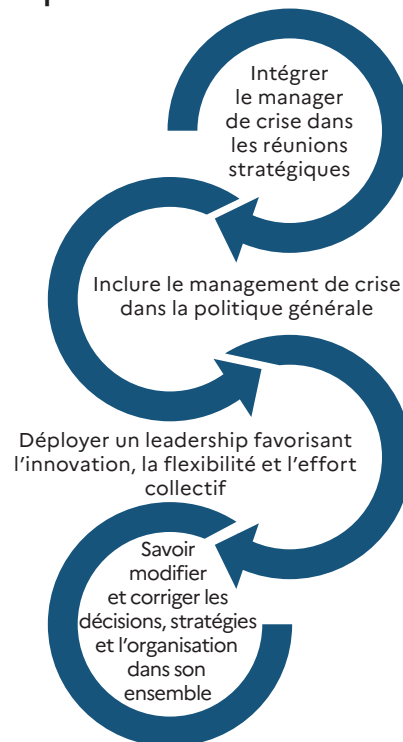 Intégrer
le manager
de crise dans
les réunions
stratégiques
Inclure le management de crise
dans la politique générale
Déployer un leadership favorisant
l’innovation, la flexibilité et l’effort
collectif
Savoir
modifier
et corriger les
décisions, stratégies
et l’organisation
dans son
ensemble